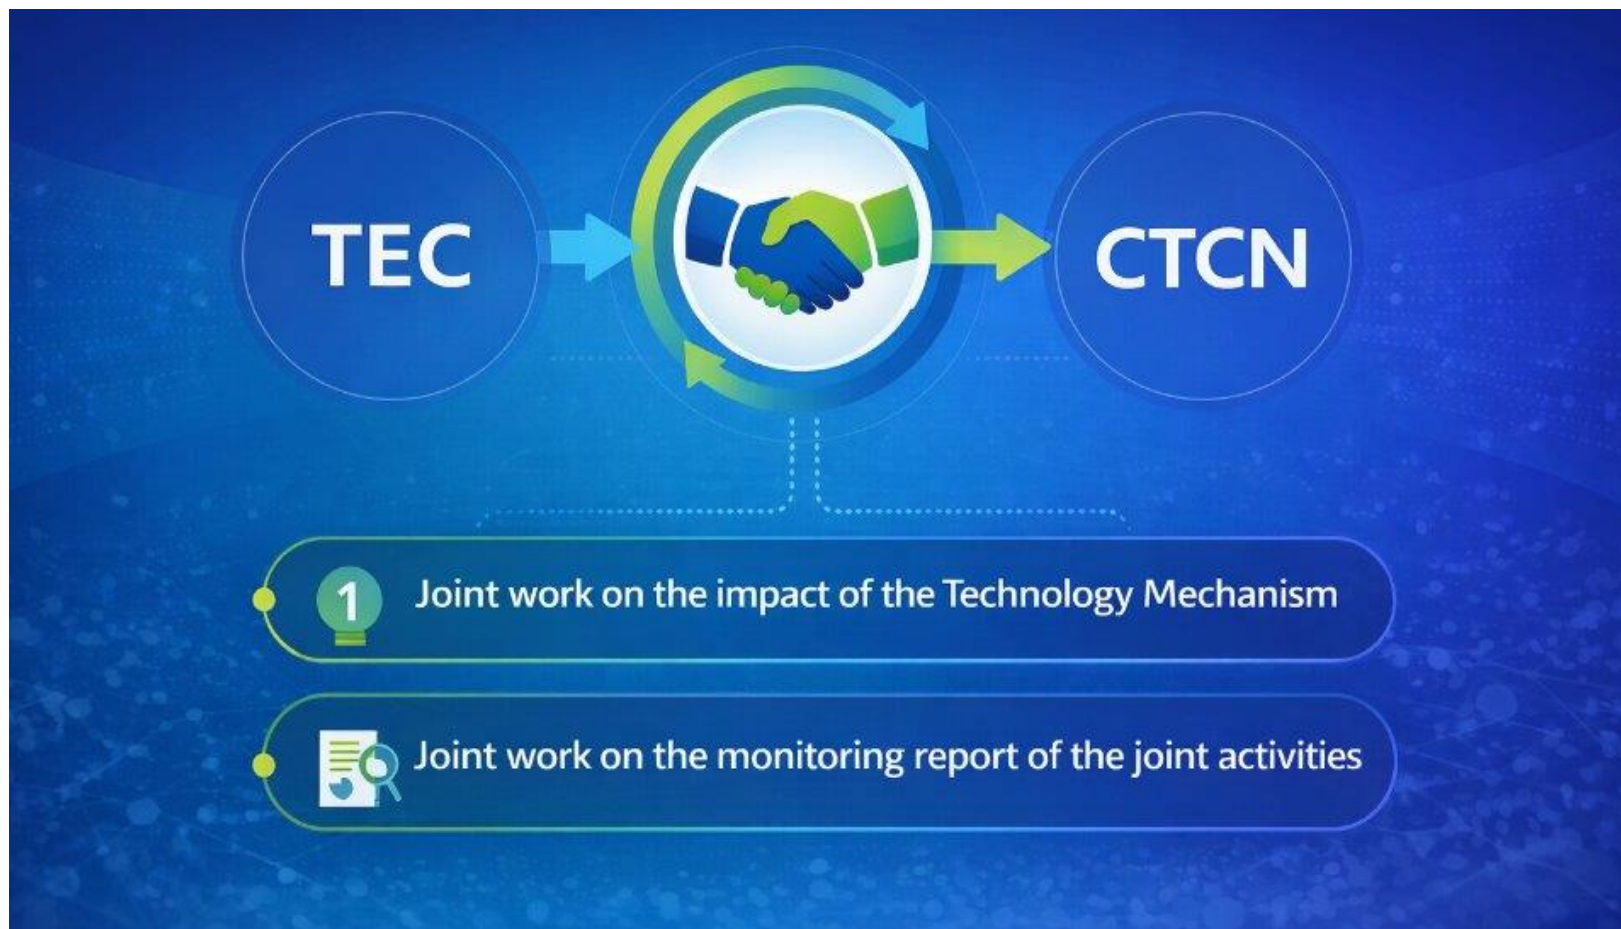 TEC
CTCN
1
Joint work on the impact of the Technology Mechanism
Joint work on the monitoring report of the joint activities